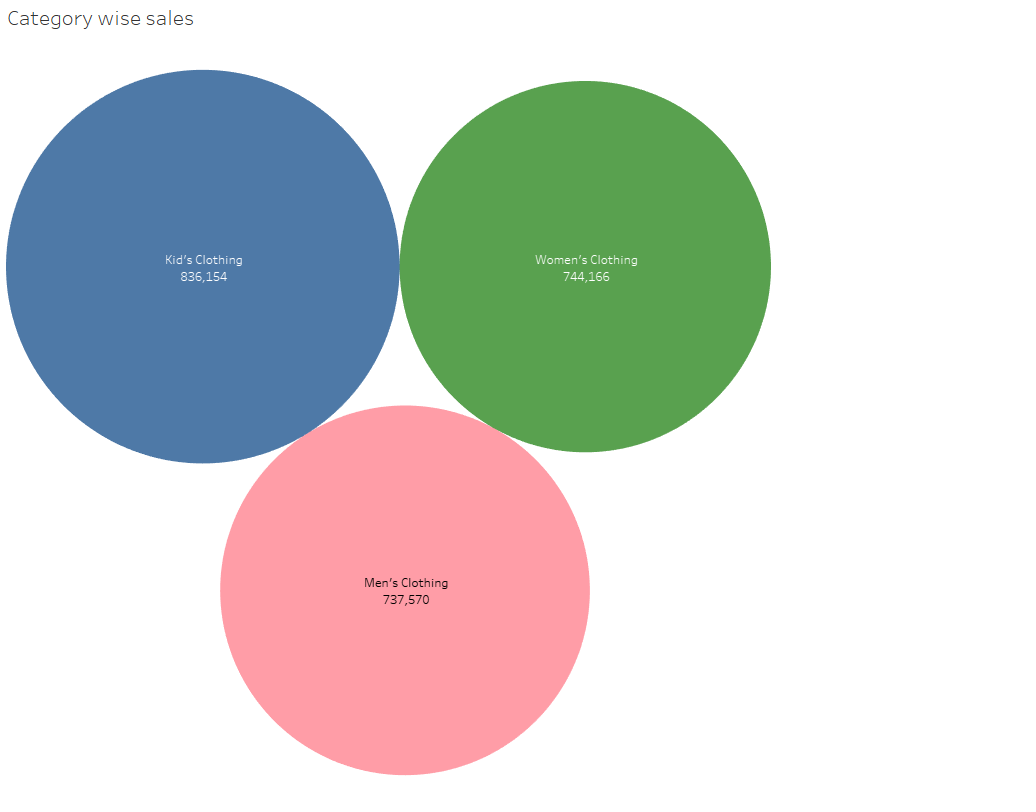 Category wise sales
Kid's Clothing
836,154
Women's Clothing
744,166
Men's Clothing
737,570